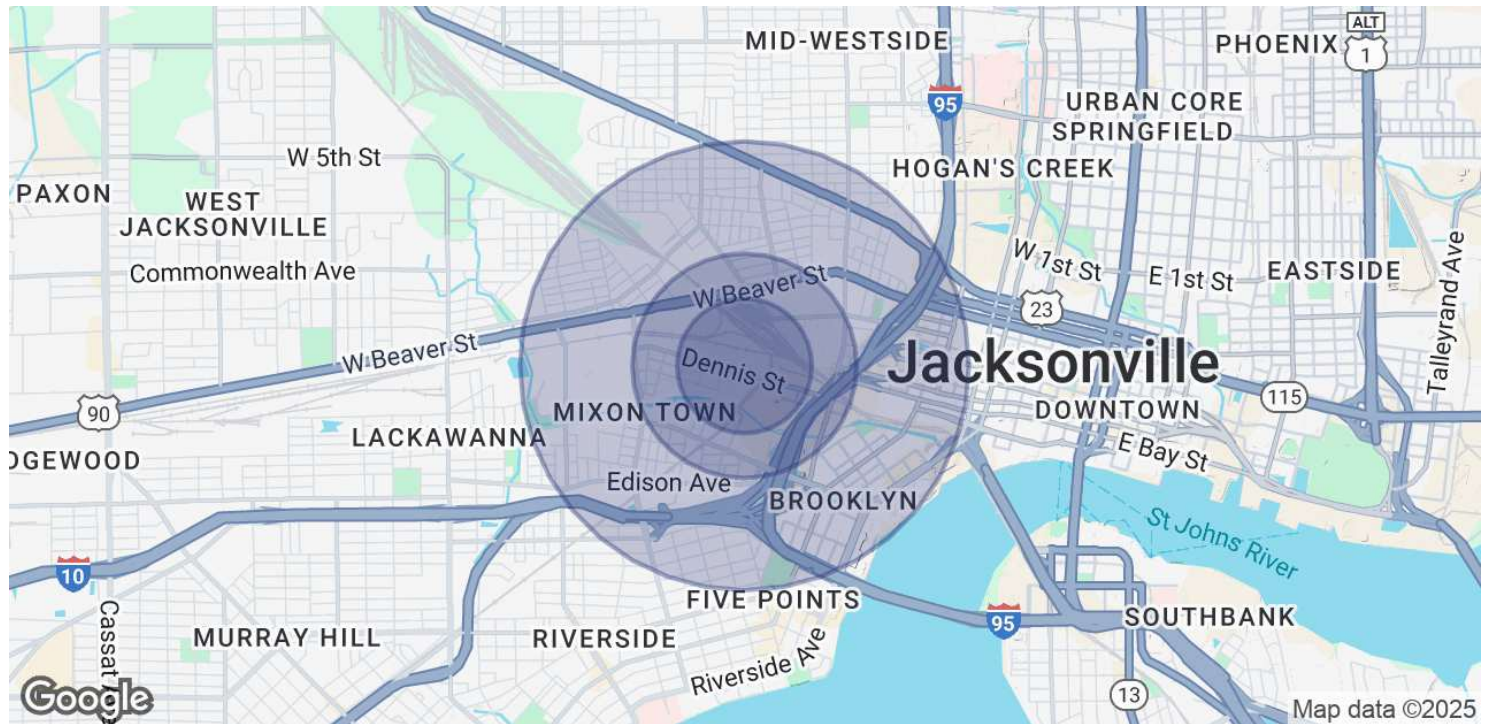 MID-WESTSIDE
PHOENIX
ALT
1
95
URBAN CORE
SPRINGFIELD
W 5th St
HOGAN'S CREEK
PAXON
WEST
JACKSONVILLE
Commonwealth Ave
W 1st St
E 1st St
EASTSIDE
Talleyrand Ave
W Beaver St
23
W Beaver St
Dennis St
Jacksonville
90
MIXON TOWN
DOWNTOWN
115
LACKAWANNA
E Bay St
DGEWOOD
Edison Ave
BROOKLYN
St Johns River
10
FIVE POINTS
Cassat Ave
MURRAY HILL
RIVERSIDE
95
SOUTHBANK
Riverside Ave
13
Google
Map data ©2025